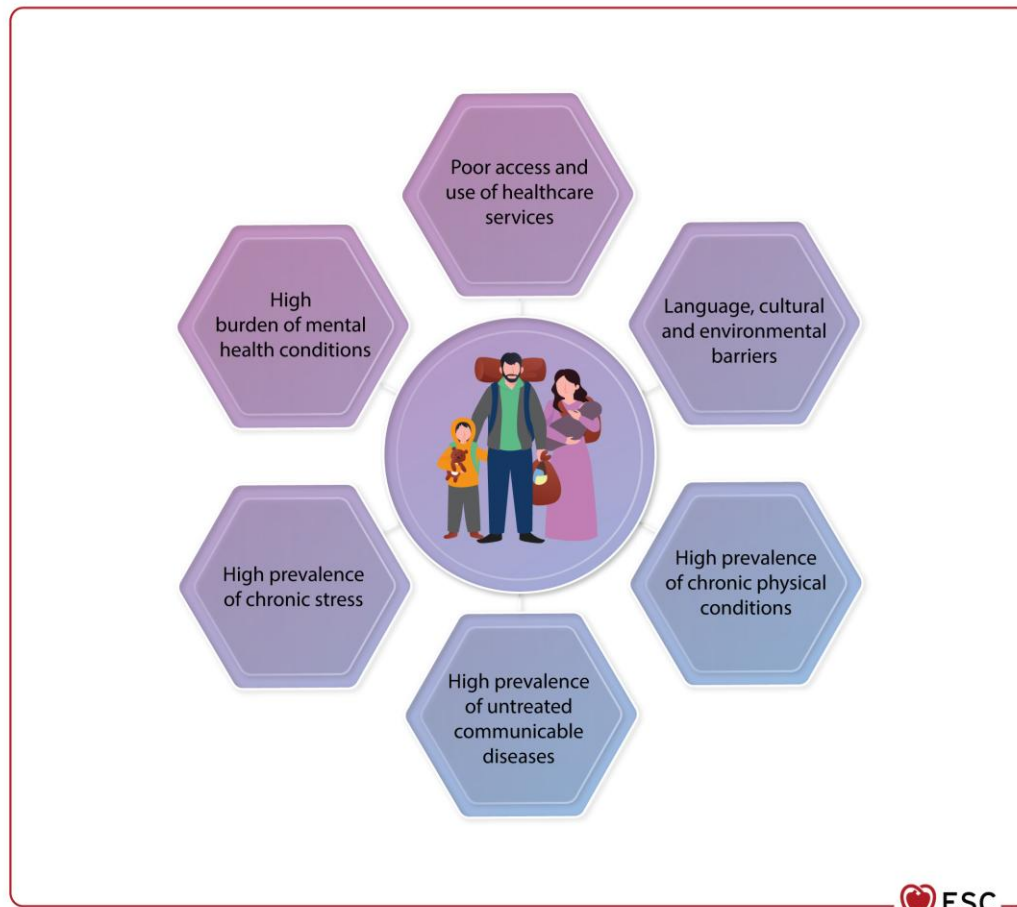 Poor access and
use of healthcare
services
High
burden of mental
health conditions
Language, cultural
and environmental
barriers
High prevalence
of chronic stress
High prevalence
of chronic physical
conditions
High prevalence
of untreated
communicable
diseases
ESC